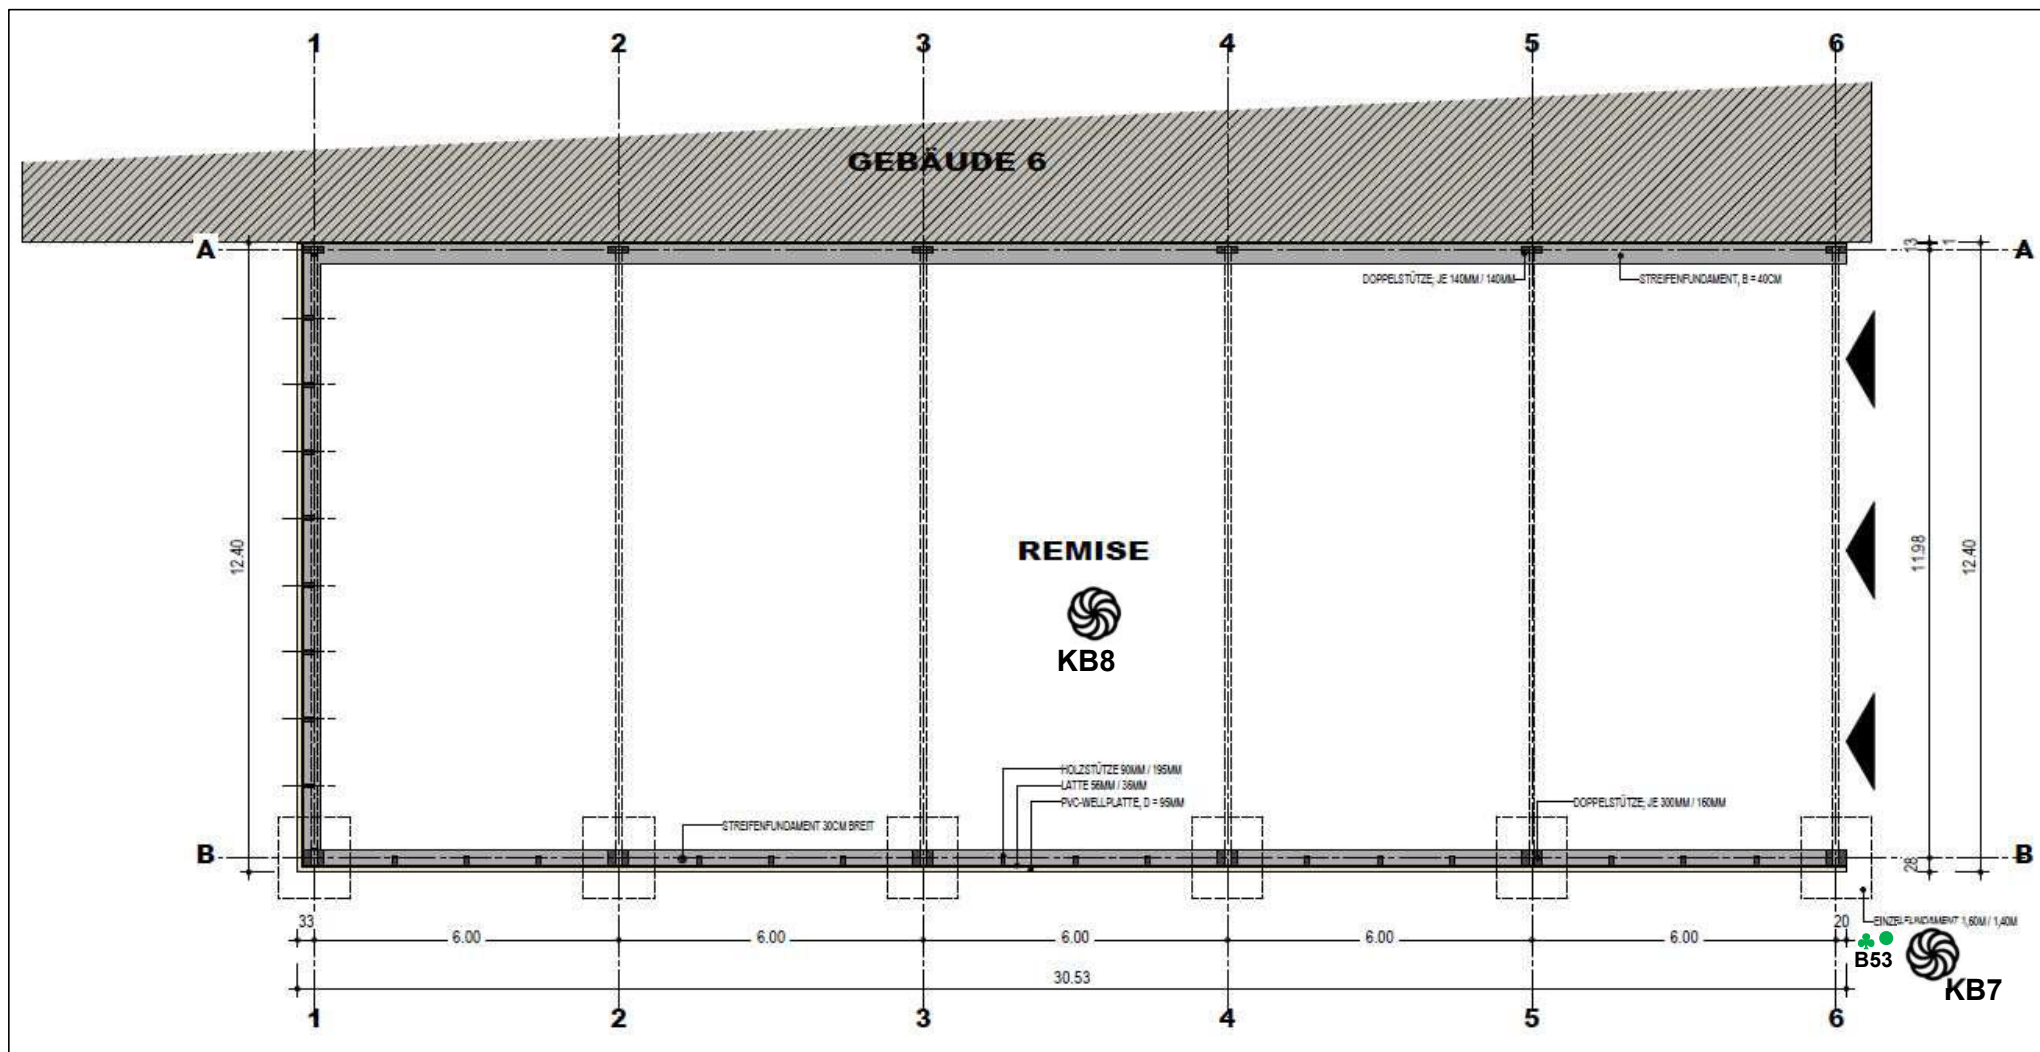 1 2 3 4 5 6
GEBÄUDE 6
A A
13
1
DOPPELSTÜTZE, JE 140MM / 140MM
STREIFENFUNDAMENT, B = 40CM
12.40
REMISE
11.98
12.40
KB8
HOLZSTÜTZE 90MM / 195MM
LATTE 56MM / 36MM
PVC-WELLPLATTE, D = 95MM
DOPPELSTÜTZE, JE 300MM / 160MM
STREIFENFUNDAMENT 30CM BREIT
B B
28
33
20
EINZELFUNDAMENT 1,60M / 1,40M
6.00 6.00 6.00 6.00 6.00
B53
30.53
KB7
1 2 3 4 5 6